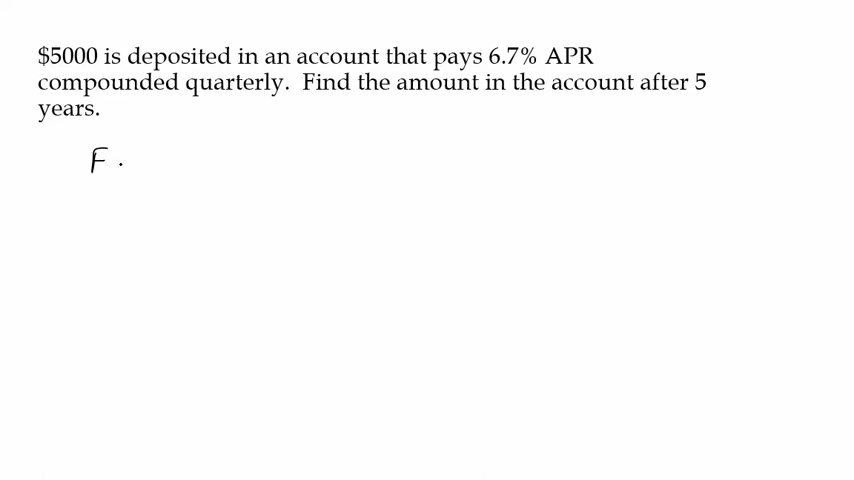 $5000 is deposited in an account that pays 6.7% APR
compounded quarterly.  Find the amount in the account after 5
years.
F .